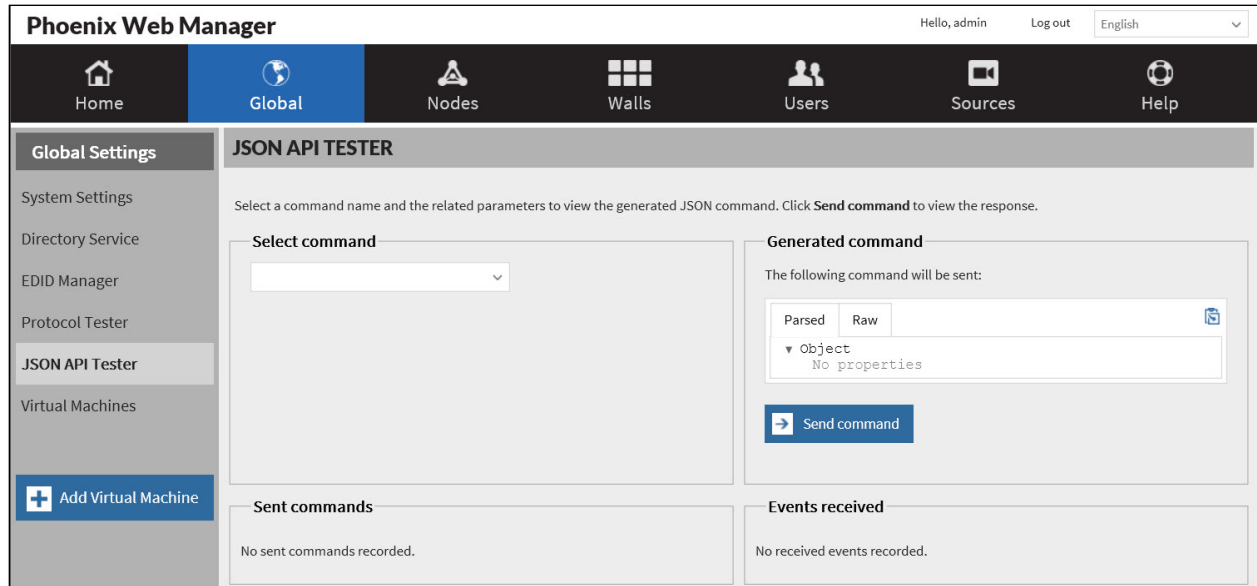 Phoenix Web Manager
Hello, admin
Log out
English
Home
Global
Nodes
Walls
Users
Sources
Help
Global Settings
System Settings
Directory Service
EDID Manager
Protocol Tester
JSON API Tester
Virtual Machines
Add Virtual Machine
JSON API TESTER
Select a command name and the related parameters to view the generated JSON command. Click Send command to view the response.
Select command
Generated command
The following command will be sent:
Parsed
Raw
Object
No properties
Send command
Sent commands
No sent commands recorded.
Events received
No received events recorded.